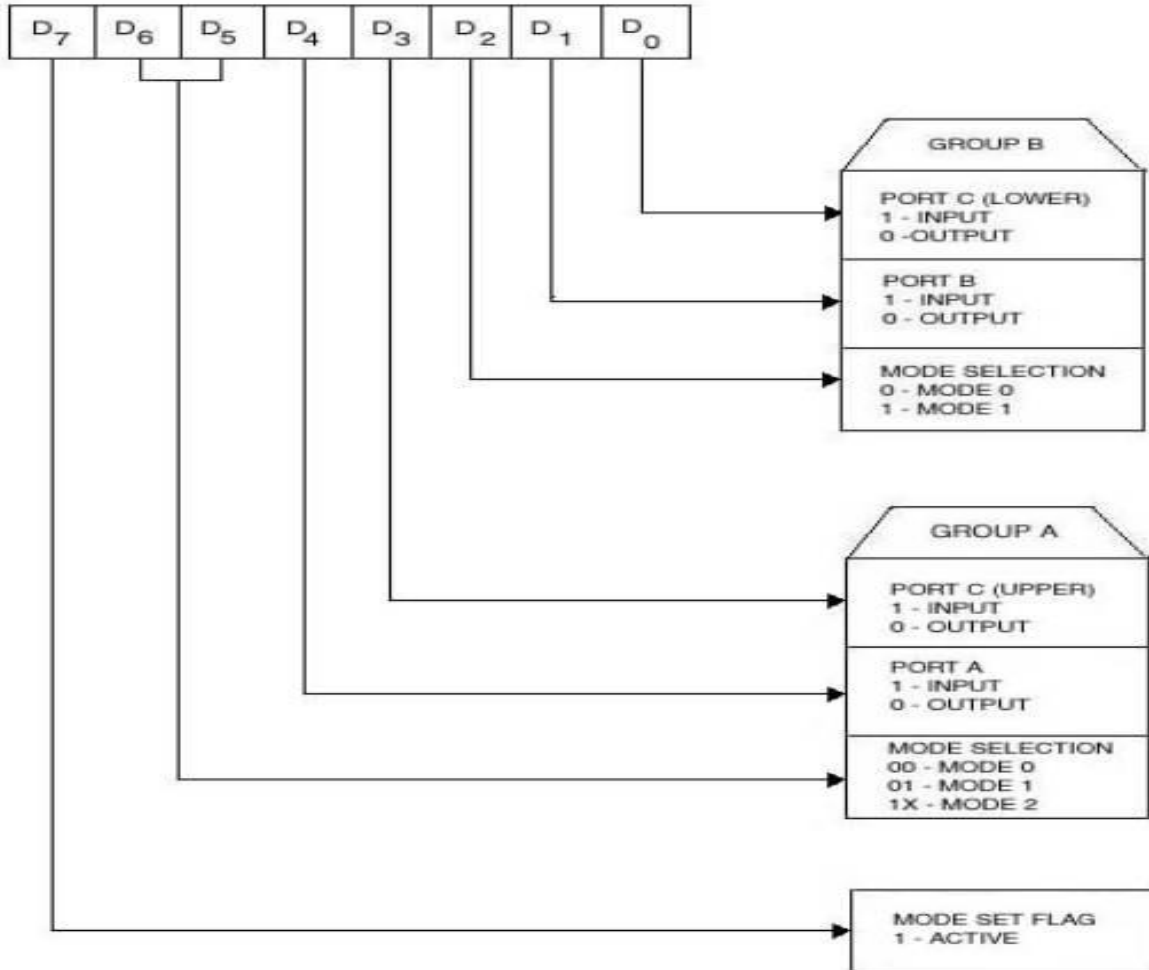 D7 D6 D5 D4 D3 D2 D1 D0
GROUP B
PORT C (LOWER)
1 - INPUT
0 -OUTPUT
PORT B
1 - INPUT
0 - OUTPUT
MODE SELECTION
0 - MODE 0
1 - MODE 1
GROUP A
PORT C (UPPER)
1 - INPUT
0 - OUTPUT
PORT A
1 - INPUT
0 - OUTPUT
MODE SELECTION
00 - MODE 0
01 - MODE 1
1X - MODE 2
MODE SET FLAG
1 - ACTIVE